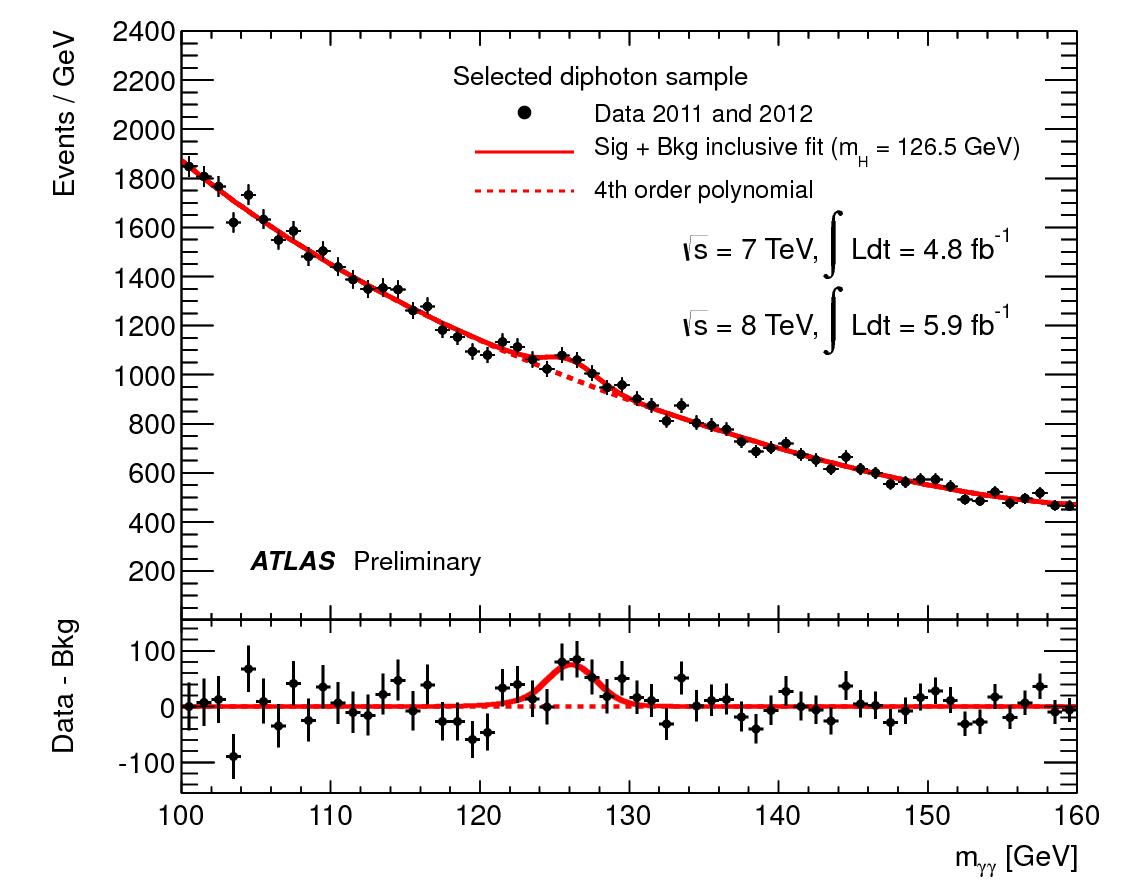 Events / GeV
2400
2200
2000
1800
1600
1400
1200
1000
800
600
400
200
Selected diphoton sample
Data 2011 and 2012
Sig + Bkg inclusive fit (m_H = 126.5 GeV)
4th order polynomial
√s = 7 TeV, ∫ Ldt = 4.8 fb⁻¹
√s = 8 TeV, ∫ Ldt = 5.9 fb⁻¹
ATLAS Preliminary
Data - Bkg
100
0
-100
100 110 120 130 140 150 160
m_γγ [GeV]